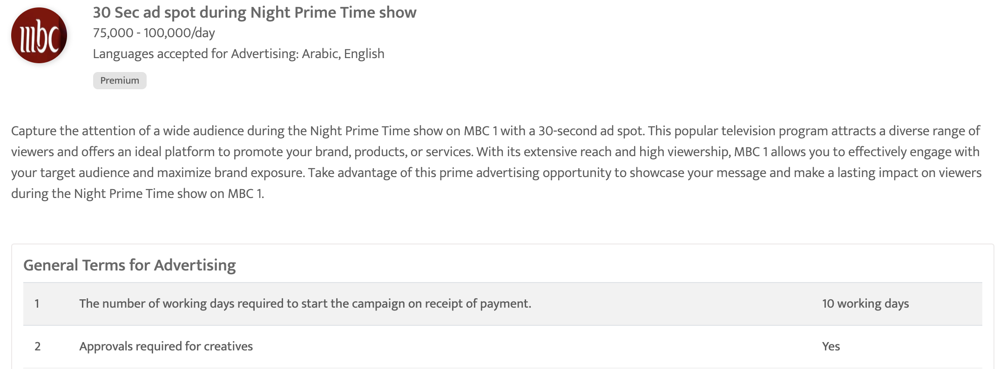 mbc
30 Sec ad spot during Night Prime Time show
75,000 - 100,000/day
Languages accepted for Advertising: Arabic, English
Premium
Capture the attention of a wide audience during the Night Prime Time show on MBC 1 with a 30-second ad spot. This popular television program attracts a diverse range of
viewers and offers an ideal platform to promote your brand, products, or services. With its extensive reach and high viewership, MBC 1 allows you to effectively engage with
your target audience and maximize brand exposure. Take advantage of this prime advertising opportunity to showcase your message and make a lasting impact on viewers
during the Night Prime Time show on MBC 1.
General Terms for Advertising
1 The number of working days required to start the campaign on receipt of payment. 10 working days
2 Approvals required for creatives Yes